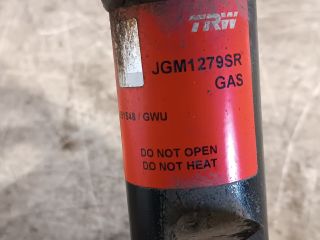 TRW
JGM1279SR
GAS
/ GWU
DO NOT OPEN
DO NOT HEAT